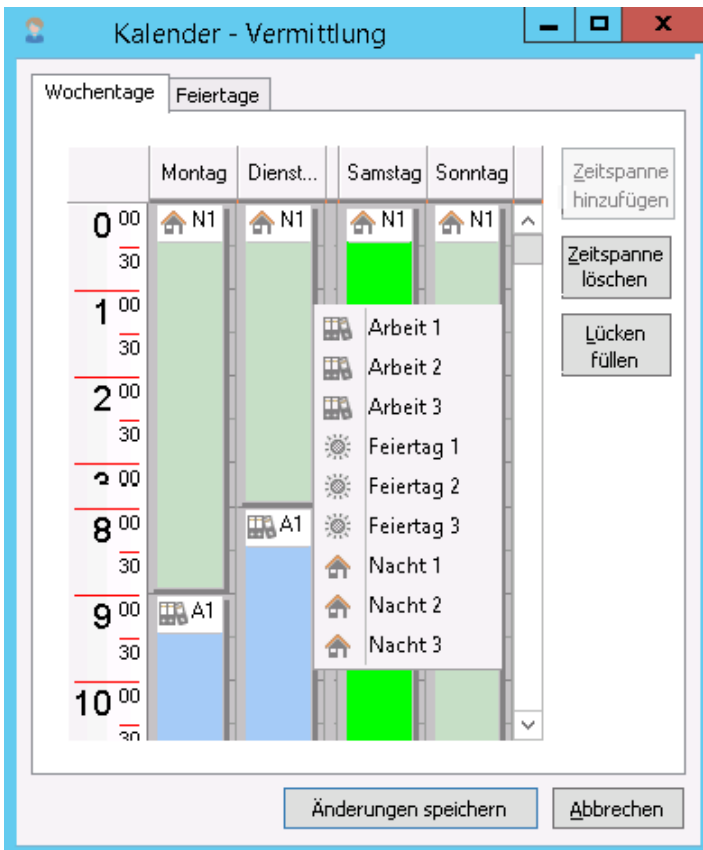 Kalender - Vermittlung
Wochentage
Feiertage
Montag
Dienst...
Samstag
Sonntag
Zeitspanne
hinzufügen
Zeitspanne
löschen
Lücken
füllen
0 00
N1
N1
N1
N1
30
1 00
30
2 00
30
3 00
8 00
A1
30
9 00
A1
30
10 00
30
Arbeit 1
Arbeit 2
Arbeit 3
Feiertag 1
Feiertag 2
Feiertag 3
Nacht 1
Nacht 2
Nacht 3
Änderungen speichern
Abbrechen